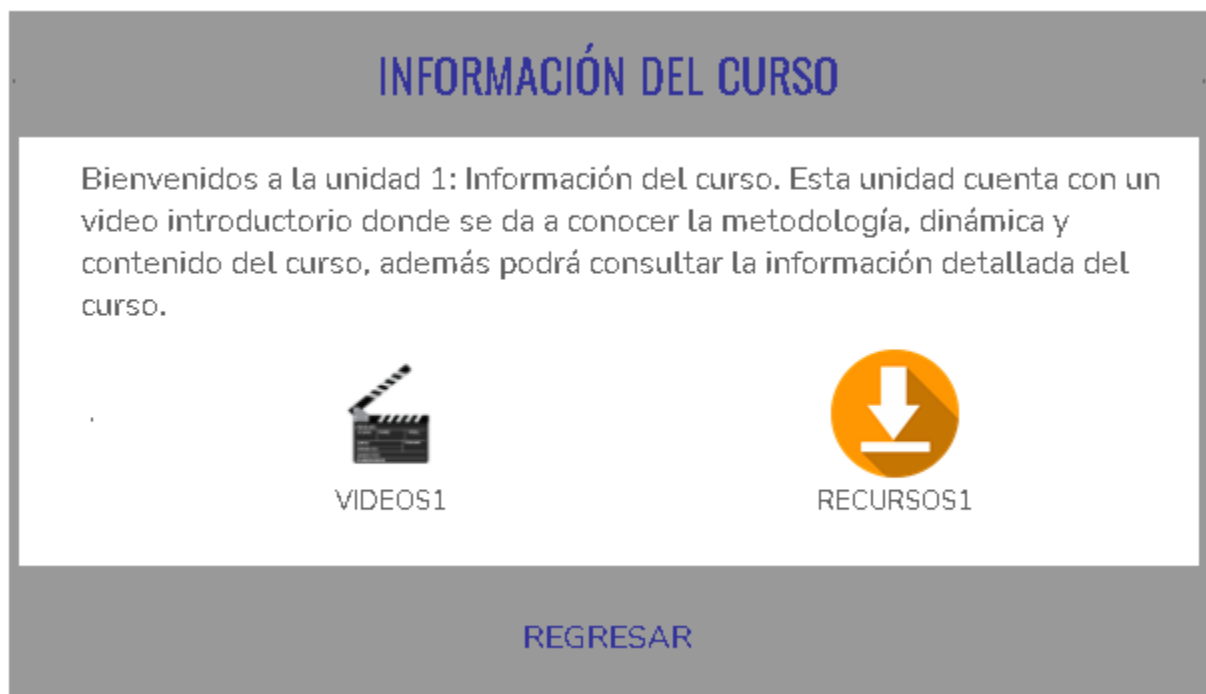 INFORMACIÓN DEL CURSO
Bienvenidos a la unidad 1: Información del curso. Esta unidad cuenta con un
video introductorio donde se da a conocer la metodología, dinámica y
contenido del curso, además podrá consultar la información detallada del
curso.
VIDEOS1
RECURSOS1
REGRESAR